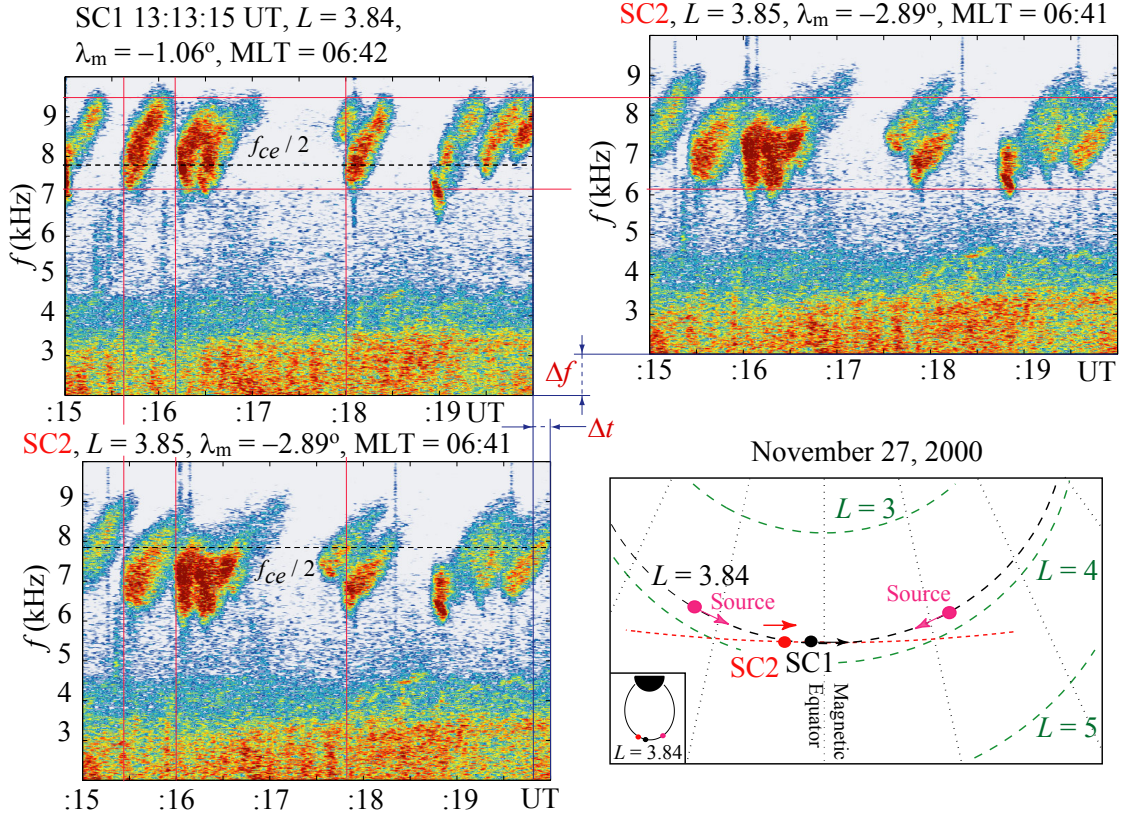 SC1 13:13:15 UT, L = 3.84,
λm = –1.06º, MLT = 06:42
f (kHz)
9
8
7
6
5
4
3
fce / 2
:15 :16 :17 :18 :19 UT
SC2, L = 3.85, λm = –2.89º, MLT = 06:41
f (kHz)
9
8
7
6
5
4
3
:15 :16 :17 :18 :19 UT
Δf
Δt
SC2, L = 3.85, λm = –2.89º, MLT = 06:41
f (kHz)
9
8
7
6
5
4
3
fce / 2
:15 :16 :17 :18 :19 UT
November 27, 2000
L = 3
L = 3.84
L = 4
Source
Source
SC2
SC1
Magnetic
Equator
L = 5
L = 3.84